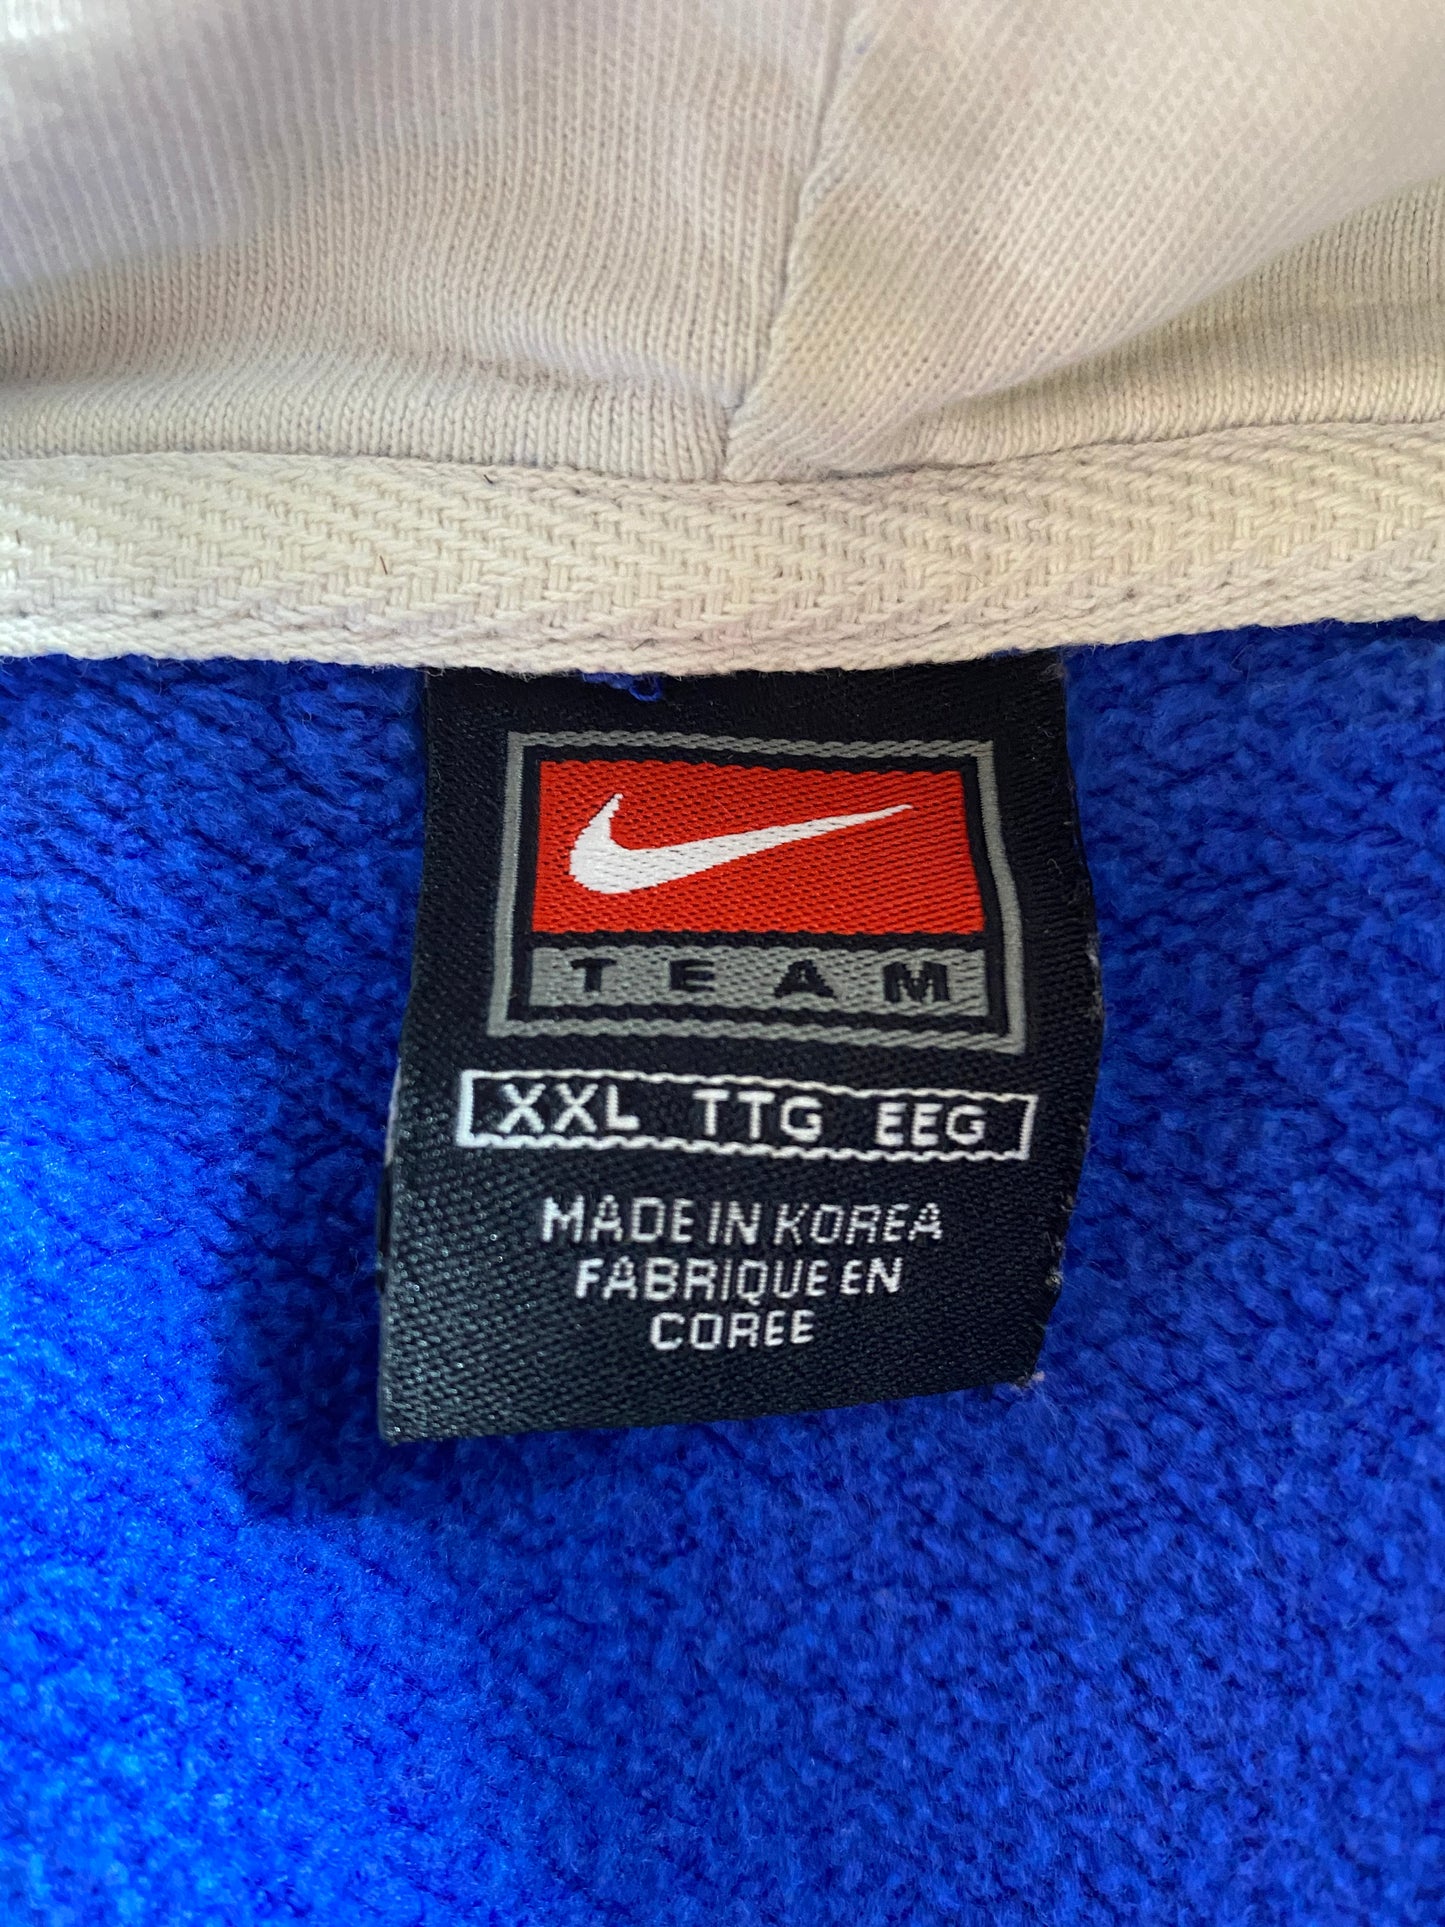 TEAM
XXL TTG EEG
MADE IN KOREA
FABRIQUE EN
COREE